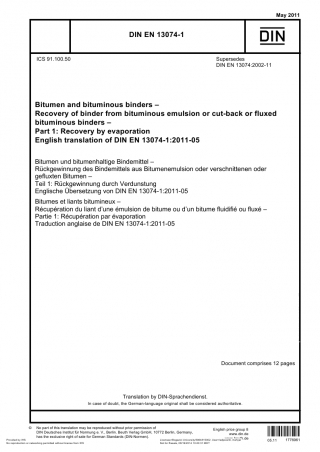 May 2011
DIN EN 13074-1
DIN
ICS 91.100.50
Supersedes
DIN EN 13074:2002-11
Bitumen and bituminous binders –
Recovery of binder from bituminous emulsion or cut-back or fluxed
bituminous binders –
Part 1: Recovery by evaporation
English translation of DIN EN 13074-1:2011-05
Bitumen und bitumenhaltige Bindemittel –
Rückgewinnung des Bindemittels aus Bitumenemulsion oder verschnittenen oder
gefluxten Bitumen –
Teil 1: Rückgewinnung durch Verdunstung
Englische Übersetzung von DIN EN 13074-1:2011-05
Bitumes et liants bitumineux –
Récupération du liant d'une émulsion de bitume ou d'un bitume fluidifié ou fluxé –
Partie 1: Récupération par évaporation
Traduction anglaise de DIN EN 13074-1:2011-05
Document comprises 12 pages
Translation by DIN-Sprachendienst.
In case of doubt, the German-language original shall be considered authoritative.
© No part of this translation may be reproduced without prior permission of
DIN Deutsches Institut für Normung e. V., Berlin. Beuth Verlag GmbH, 10772 Berlin, Germany,
has the exclusive right of sale for German Standards (DIN-Normen).
English price group 9
www.din.de
05.11